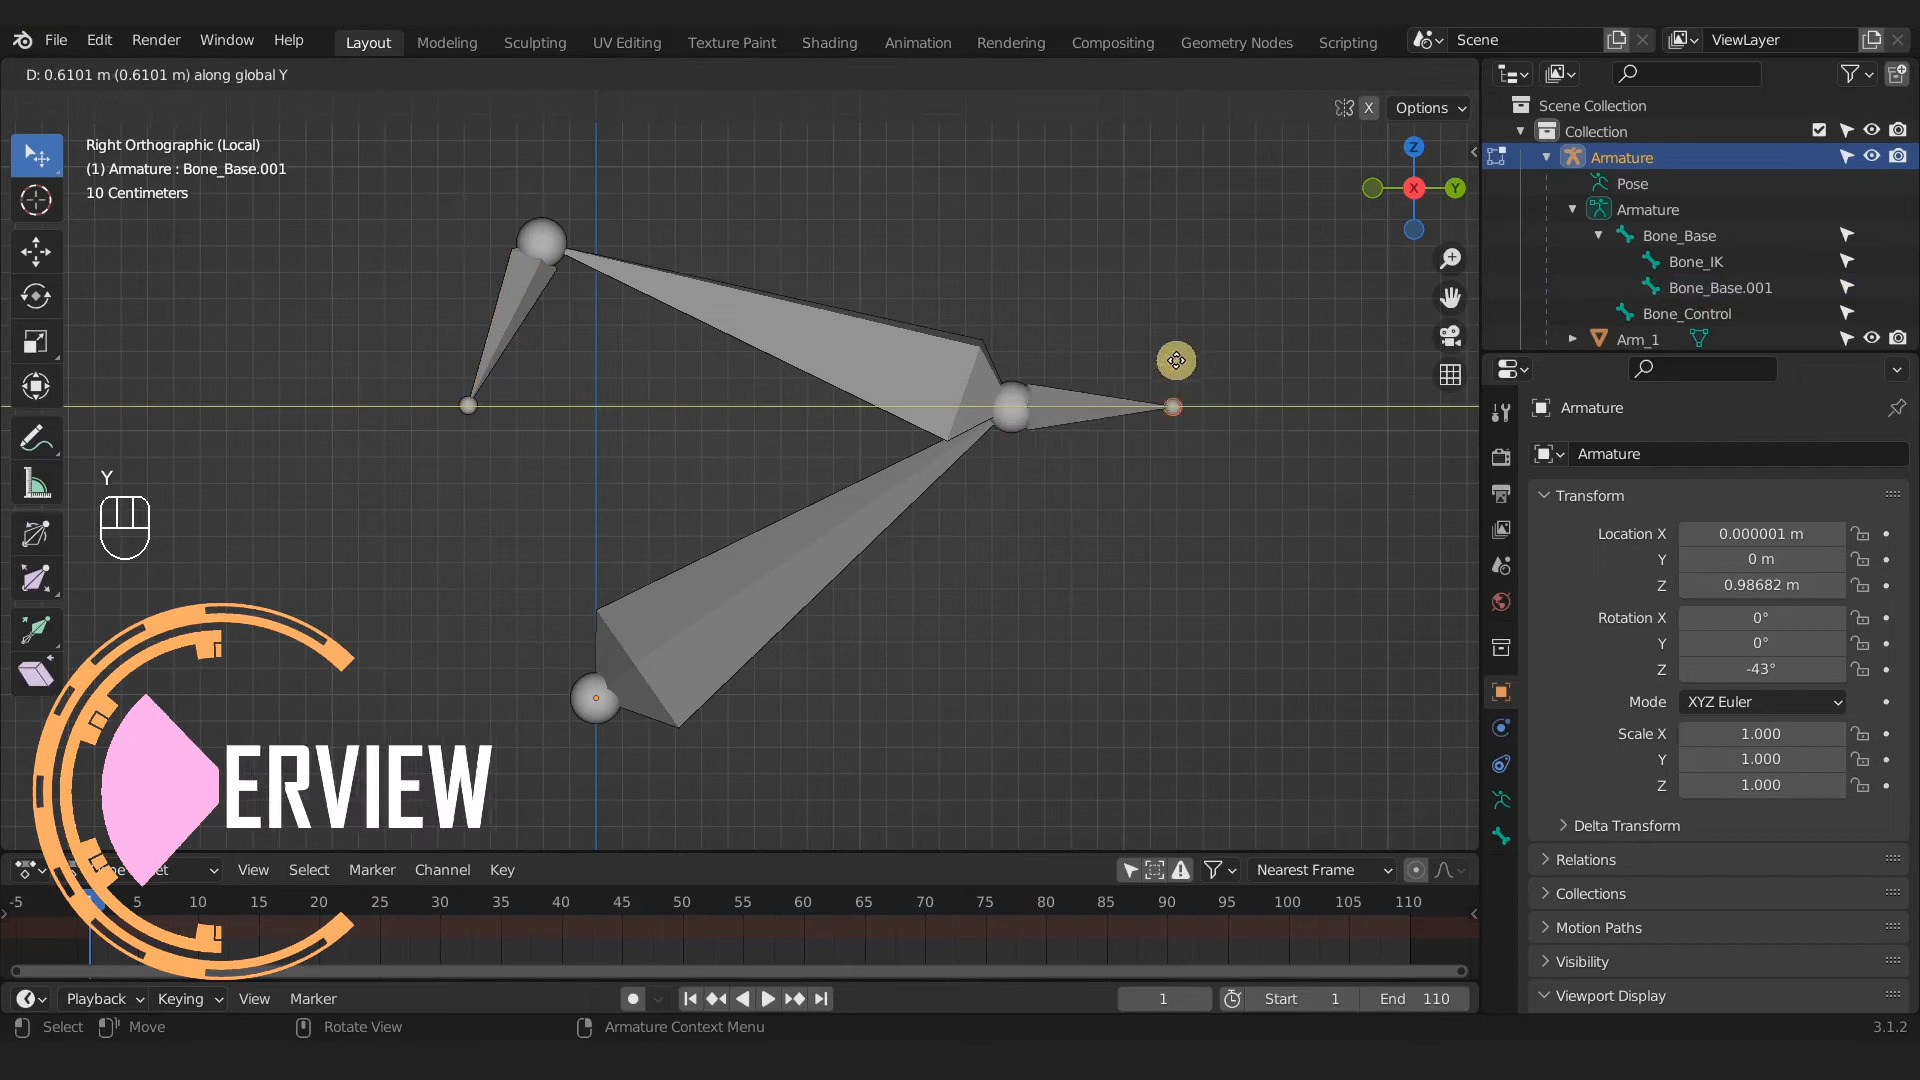 File Edit Render Window Help Layout Modeling Sculpting UV Editing Texture Paint Shading Animation Rendering Compositing Geometry Nodes Scripting Scene ViewLayer
D: 0.6101 m (0.6101 m) along global Y
X Options
Right Orthographic (Local)
(1) Armature : Bone_Base.001
10 Centimeters
Z
X
Y
Y
ERVIEW
Scene Collection
Collection
Armature
Pose
Armature
Bone_Base
Bone_IK
Bone_Base.001
Bone_Control
Arm_1
Armature
Armature
Transform
Location X 0.000001 m
Y 0 m
Z 0.98682 m
Rotation X 0°
Y 0°
Z -43°
Mode XYZ Euler
Scale X 1.000
Y 1.000
Z 1.000
Delta Transform
Relations
Collections
Motion Paths
Visibility
Viewport Display
View Select Marker Channel Key Nearest Frame
-5 5 10 15 20 25 30 35 40 45 50 55 60 65 70 75 80 85 90 95 100 105 110
Playback Keying View Marker 1 Start 1 End 110
Select Move Rotate View Armature Context Menu 3.1.2